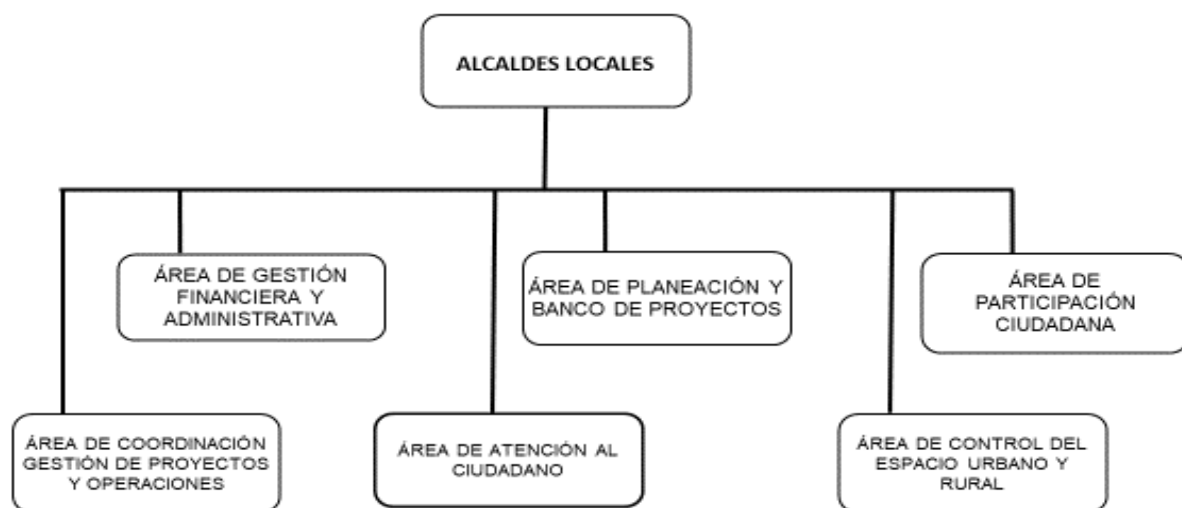 ALCALDES LOCALES
ÁREA DE GESTIÓN
FINANCIERA Y
ADMINISTRATIVA
ÁREA DE PLANEACIÓN Y
BANCO DE PROYECTOS
ÁREA DE
PARTICIPACIÓN
CIUDADANA
ÁREA DE COORDINACIÓN
GESTIÓN DE PROYECTOS
Y OPERACIONES
ÁREA DE ATENCIÓN AL
CIUDADANO
ÁREA DE CONTROL DEL
ESPACIO URBANO Y
RURAL